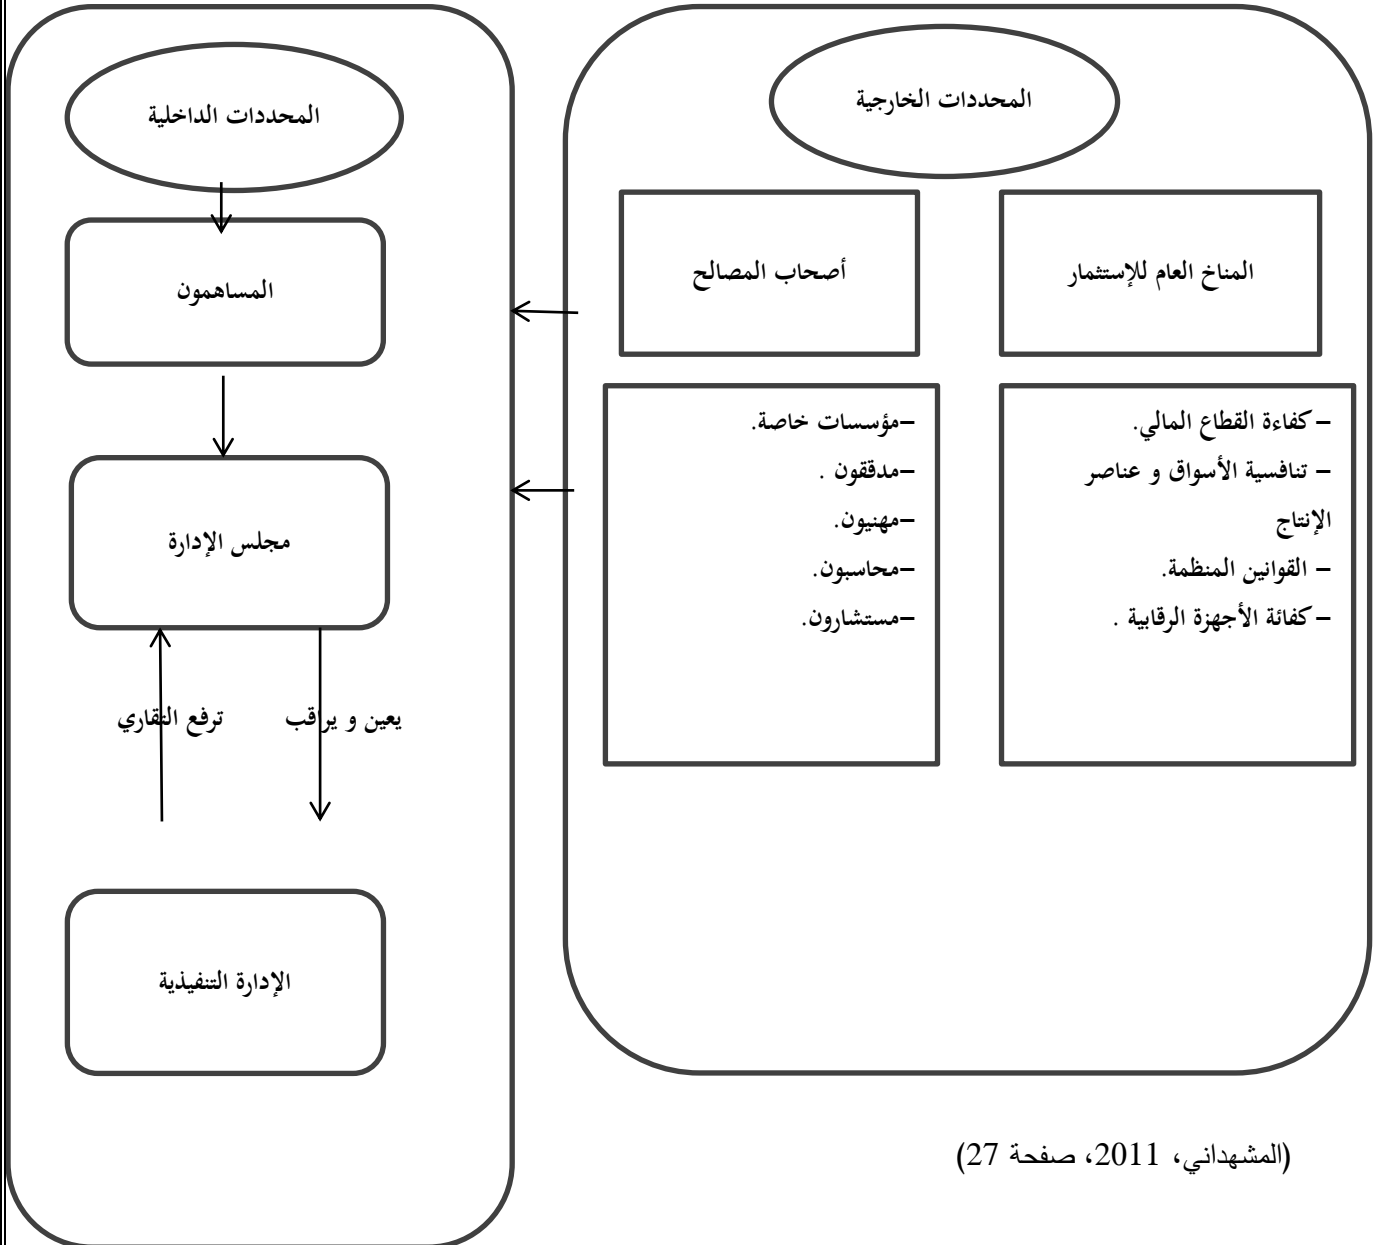 المحددات الخارجية
المناخ العام للإستثمار
أصحاب المصالح
– كفاءة القطاع المالي.
– تنافسية الأسواق و عناصر
الإنتاج
– القوانين المنظمة.
– كفائة الأجهزة الرقابية .
–مؤسسات خاصة.
–مدققون .
–مهنيون.
–محاسبون.
–مستشارون.
المحددات الداخلية
المساهمون
مجلس الإدارة
يعين و يراقب
ترفع التقاري
الإدارة التنفيذية
(المشهداني، 2011، صفحة 27)